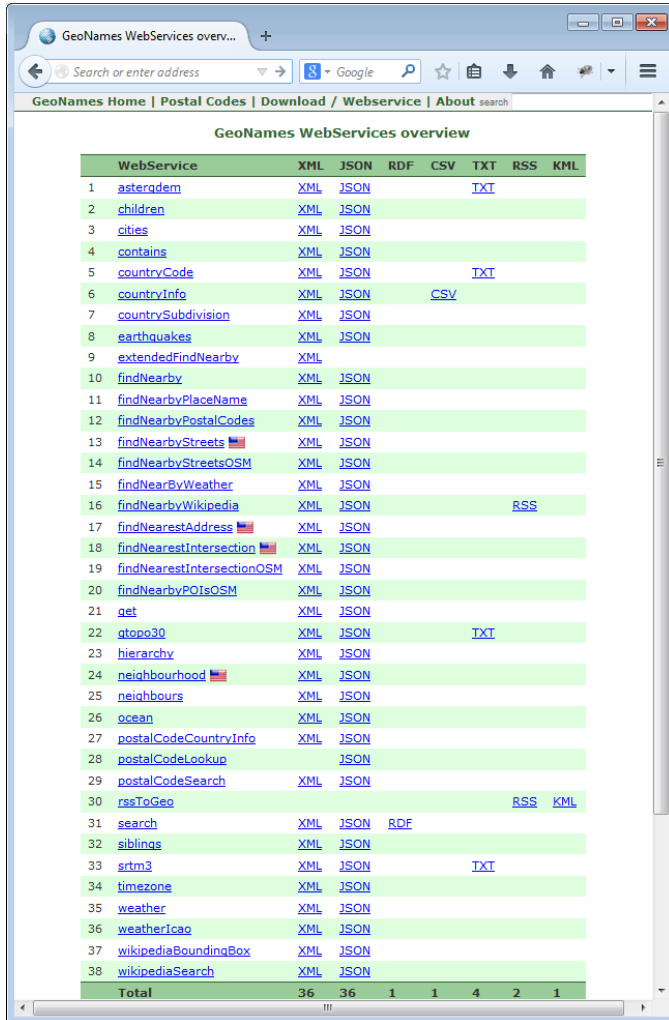 GeoNames WebServices overv...
Search or enter address
Google
GeoNames Home | Postal Codes | Download / Webservice | About search
GeoNames WebServices overview
WebService XML JSON RDF CSV TXT RSS KML
1 astergdem XML JSON TXT
2 children XML JSON
3 cities XML JSON
4 contains XML JSON
5 countryCode XML JSON TXT
6 countryInfo XML JSON CSV
7 countrySubdivision XML JSON
8 earthquakes XML JSON
9 extendedFindNearby XML
10 findNearby XML JSON
11 findNearbyPlaceName XML JSON
12 findNearbyPostalCodes XML JSON
13 findNearbyStreets XML JSON
14 findNearbyStreetsOSM XML JSON
15 findNearByWeather XML JSON
16 findNearbyWikipedia XML JSON RSS
17 findNearestAddress XML JSON
18 findNearestIntersection XML JSON
19 findNearestIntersectionOSM XML JSON
20 findNearbyPOIsOSM XML JSON
21 get XML JSON
22 gtopo30 XML JSON TXT
23 hierarchy XML JSON
24 neighbourhood XML JSON
25 neighbours XML JSON
26 ocean XML JSON
27 postalCodeCountryInfo XML JSON
28 postalCodeLookup JSON
29 postalCodeSearch XML JSON
30 rssToGeo RSS KML
31 search XML JSON RDF
32 siblings XML JSON
33 srtm3 XML JSON TXT
34 timezone XML JSON
35 weather XML JSON
36 weatherIcao XML JSON
37 wikipediaBoundingBox XML JSON
38 wikipediaSearch XML JSON
Total 36 36 1 1 4 2 1